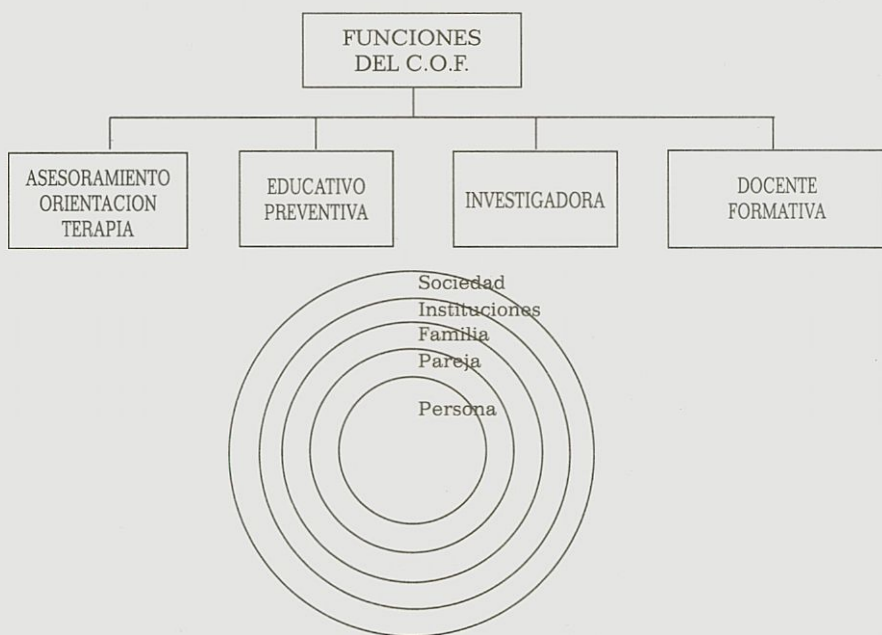 FUNCIONES
DEL C.O.F.
ASESORAMIENTO
ORIENTACION
TERAPIA
EDUCATIVO
PREVENTIVA
INVESTIGADORA
DOCENTE
FORMATIVA
Sociedad
Instituciones
Familia
Pareja
Persona